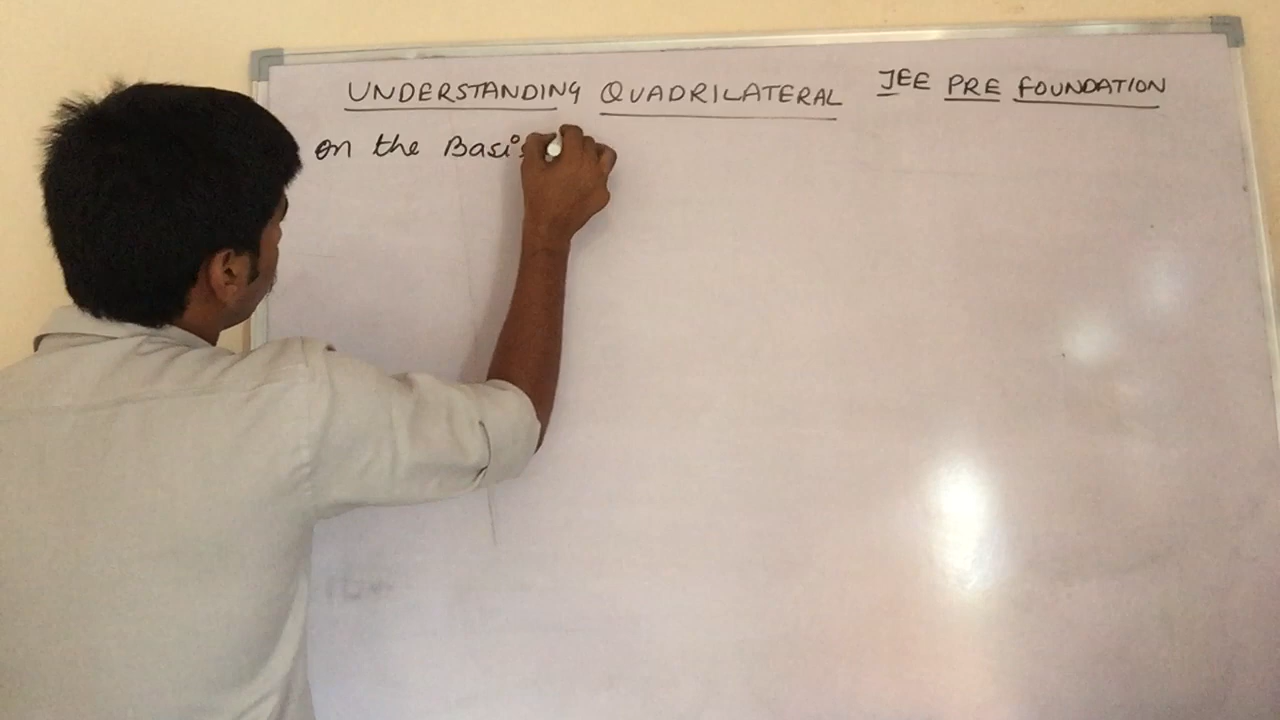 UNDERSTANDINg QUADRILATERAL JEE PRE FOUNDATION
on the Basis